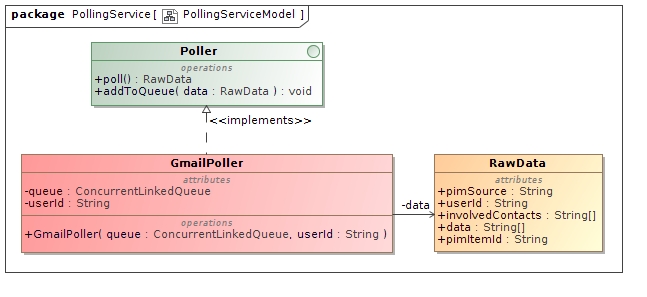 package PollingService [ PollingServiceModel ]
Poller
operations
+poll() : RawData
+addToQueue( data : RawData ) : void
<<implements>>
GmailPoller
attributes
-queue : ConcurrentLinkedQueue
-userId : String
operations
+GmailPoller( queue : ConcurrentLinkedQueue, userId : String )
-data
RawData
attributes
+pimSource : String
+userId : String
+involvedContacts : String[]
+data : String[]
+pimItemId : String